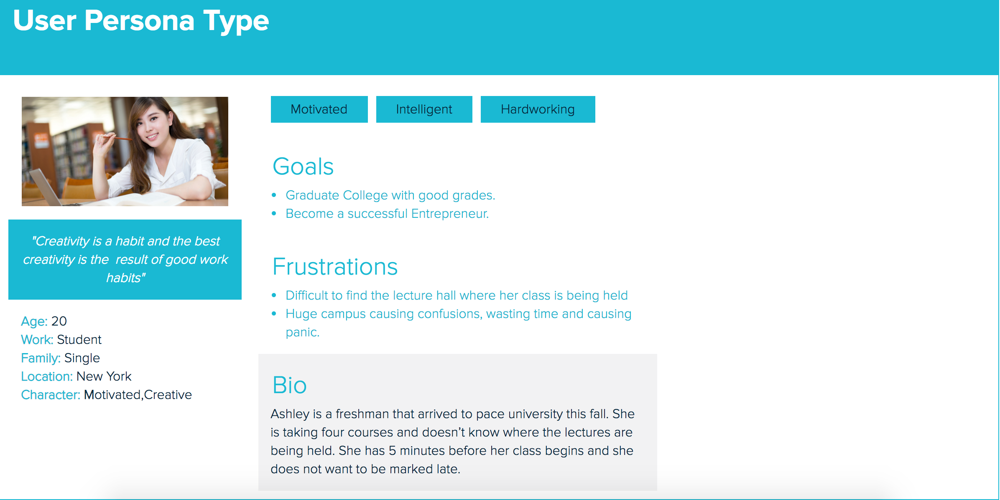 User Persona Type
Motivated
Intelligent
Hardworking
"Creativity is a habit and the best
creativity is the  result of good work
habits"
Age: 20
Work: Student
Family: Single
Location: New York
Character: Motivated,Creative
Goals
• Graduate College with good grades.
• Become a successful Entrepreneur.
Frustrations
• Difficult to find the lecture hall where her class is being held
• Huge campus causing confusions, wasting time and causing
panic.
Bio
Ashley is a freshman that arrived to pace university this fall. She
is taking four courses and doesn’t know where the lectures are
being held. She has 5 minutes before her class begins and she
does not want to be marked late.